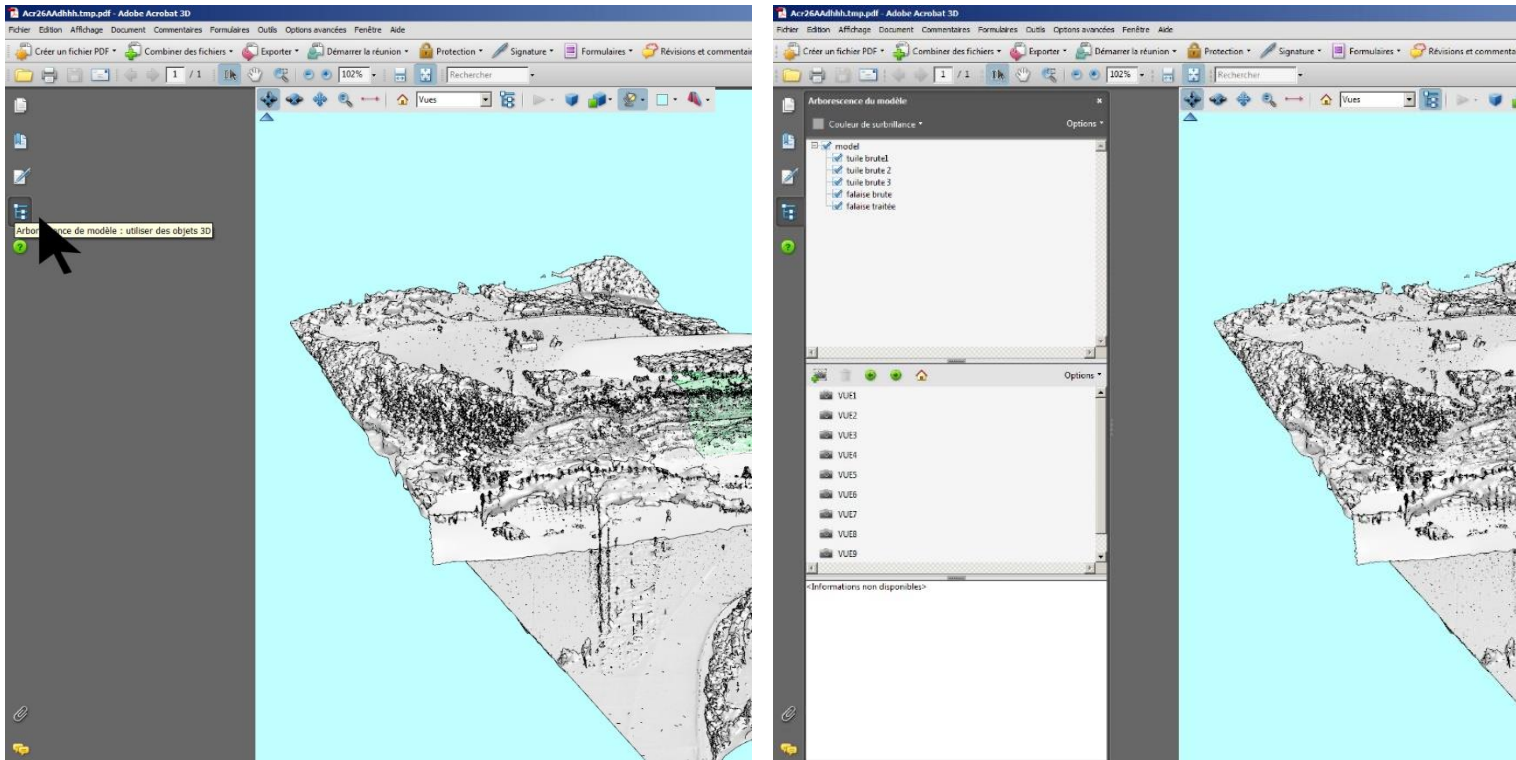 Acr26AAdhhh.tmp.pdf - Adobe Acrobat 3D
Fichier Edition Affichage Document Commentaires Formulaires Outils Options avancées Fenêtre Aide
Créer un fichier PDF Combiner des fichiers Exporter Démarrer la réunion Protection Signature Formulaires Révisions et commentai
1 / 1 102% Rechercher
Vues
Arborescence de modèle : utiliser des objets 3D
Acr26AAdhhh.tmp.pdf - Adobe Acrobat 3D
Fichier Edition Affichage Document Commentaires Formulaires Outils Options avancées Fenêtre Aide
Créer un fichier PDF Combiner des fichiers Exporter Démarrer la réunion Protection Signature Formulaires Révisions et commenta
1 / 1 102% Rechercher
Arborescence du modèle
Vues
Couleur de surbrillance Options
model
tuile brute1
tuile brute 2
tuile brute 3
falaise brute
falaise traitée
Options
VUE1
VUE2
VUE3
VUE4
VUE5
VUE6
VUE7
VUE8
VUE9
<Informations non disponibles>